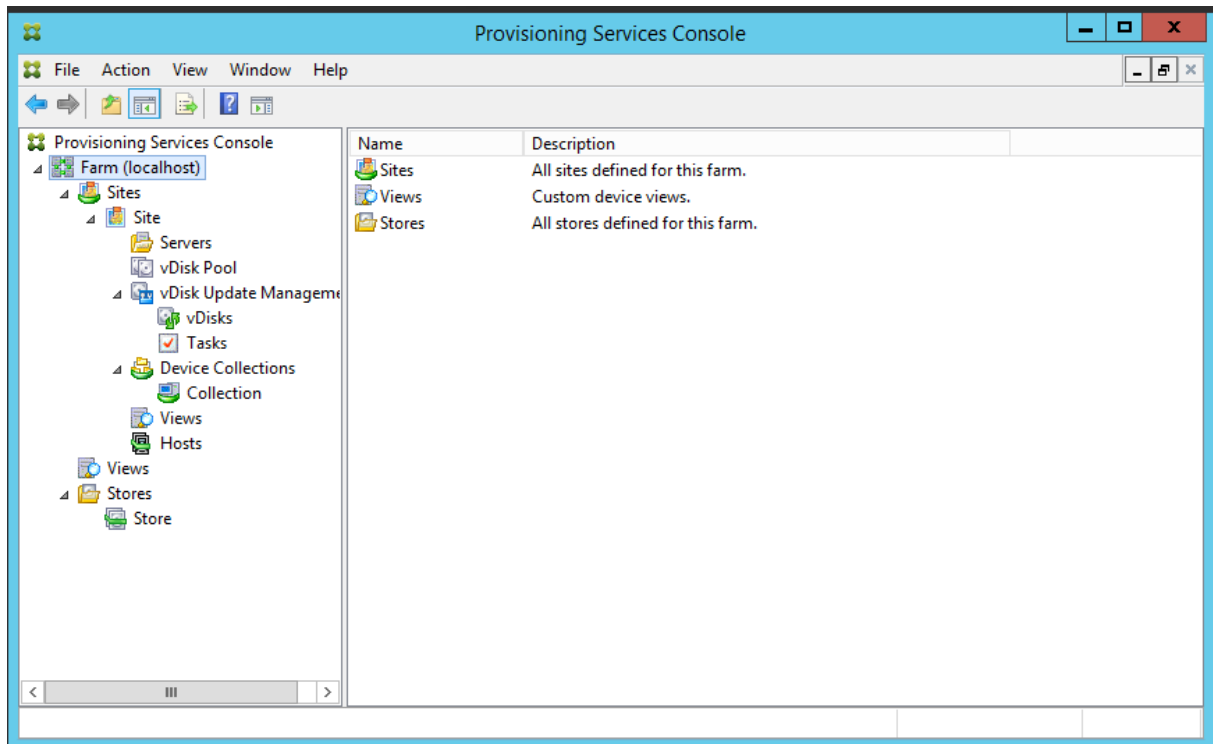 Provisioning Services Console
File Action View Window Help
Provisioning Services Console
Farm (localhost)
Sites
Site
Servers
vDisk Pool
vDisk Update Manageme
vDisks
Tasks
Device Collections
Collection
Views
Hosts
Views
Stores
Store
Name Description
Sites All sites defined for this farm.
Views Custom device views.
Stores All stores defined for this farm.